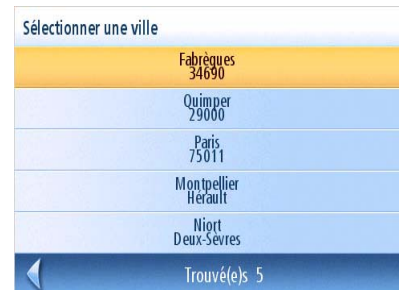 Sélectionner une ville
Fabrègues
34690
Quimper
29000
Paris
75011
Montpellier
Hérault
Niort
Deux-Sèvres
Trouvé(e)s 5